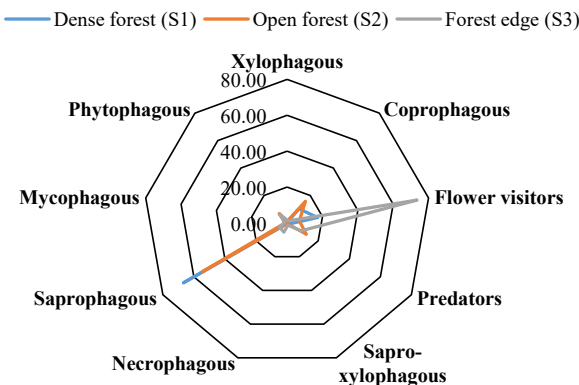 Dense forest (S1) Open forest (S2) Forest edge (S3)
Xylophagous
80.00
Phytophagous Coprophagous
60.00
40.00
Mycophagous Flower visitors
20.00
0.00
Saprophagous Predators
Necrophagous Sapro-
xylophagous